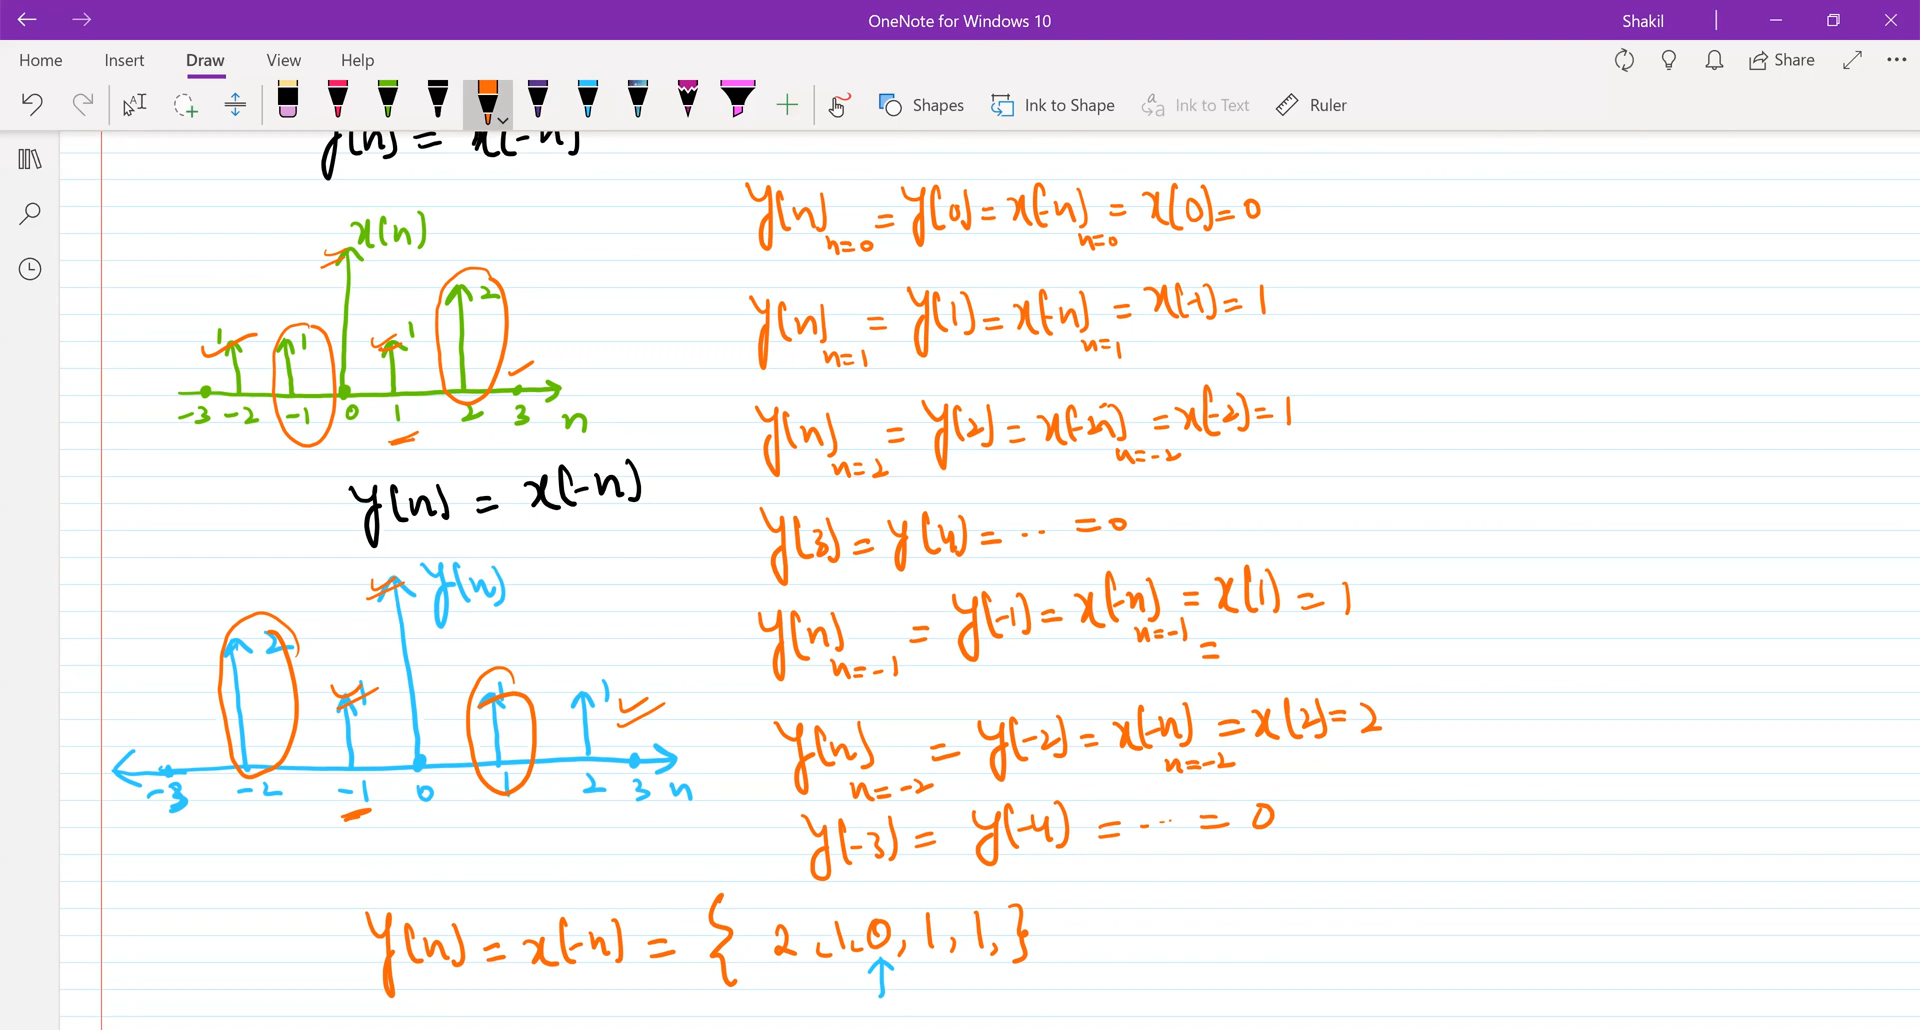 OneNote for Windows 10
Shakil
Home Insert Draw View Help
Share
Shapes Ink to Shape Ink to Text Ruler
y(n) = x(-n)
x(n)
1 1 1 2
-3 -2 -1 0 1 2 3 n
y(n) = x(-n)
y(n)
2 1 1 1
-3 -2 -1 0 1 2 3 n
y(n) n=0 = y(0) = x(-n) n=0 = x(0) = 0
y(n) n=1 = y(1) = x(-n) n=1 = x(-1) = 1
y(n) n=2 = y(2) = x(-2n) n=-2 = x(-2) = 1
y(3) = y(4) = ·· = 0
y(n) n=-1 = y(-1) = x(-n) n=-1 = x(1) = 1
=
y(n) n=-2 = y(-2) = x(-n) n=-2 = x(2) = 2
y(-3) = y(-4) = ··· = 0
y(n) = x(-n) = { 2, 1, 0, 1, 1, }
↑